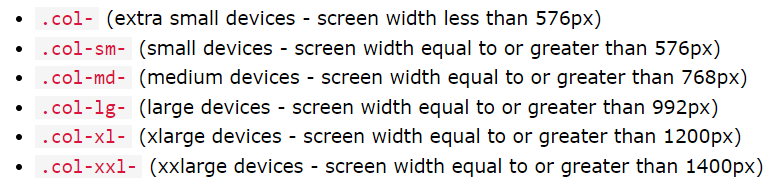 • .col- (extra small devices - screen width less than 576px)
• .col-sm- (small devices - screen width equal to or greater than 576px)
• .col-md- (medium devices - screen width equal to or greater than 768px)
• .col-lg- (large devices - screen width equal to or greater than 992px)
• .col-xl- (xlarge devices - screen width equal to or greater than 1200px)
• .col-xxl- (xxlarge devices - screen width equal to or greater than 1400px)